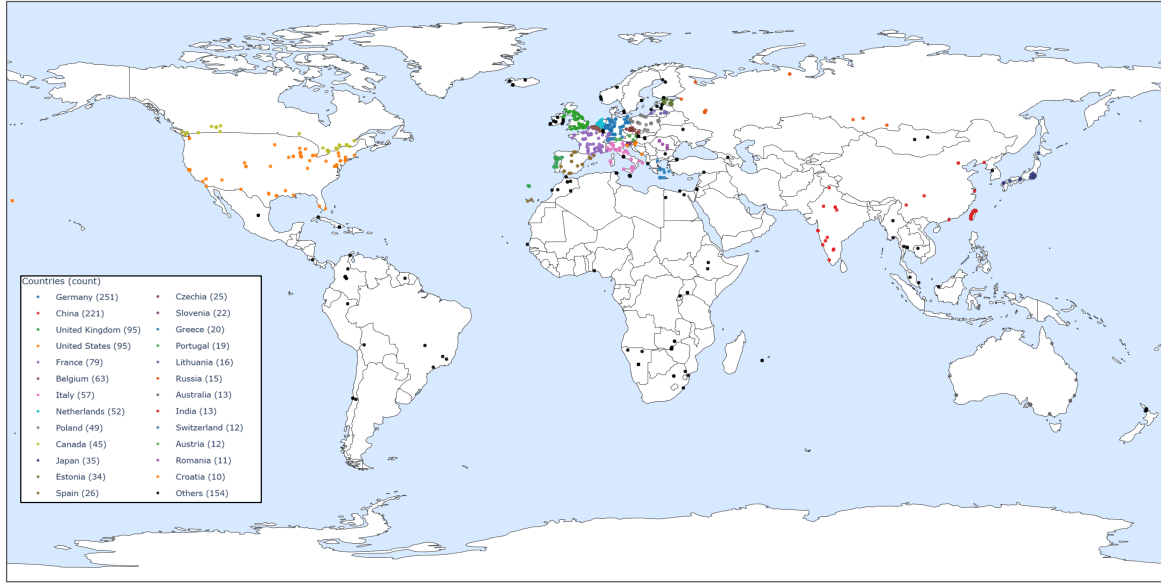 Countries (count)
Germany (251)
China (221)
United Kingdom (95)
United States (95)
France (79)
Belgium (63)
Italy (57)
Netherlands (52)
Poland (49)
Canada (45)
Japan (35)
Estonia (34)
Spain (26)
Czechia (25)
Slovenia (22)
Greece (20)
Portugal (19)
Lithuania (16)
Russia (15)
Australia (13)
India (13)
Switzerland (12)
Austria (12)
Romania (11)
Croatia (10)
Others (154)